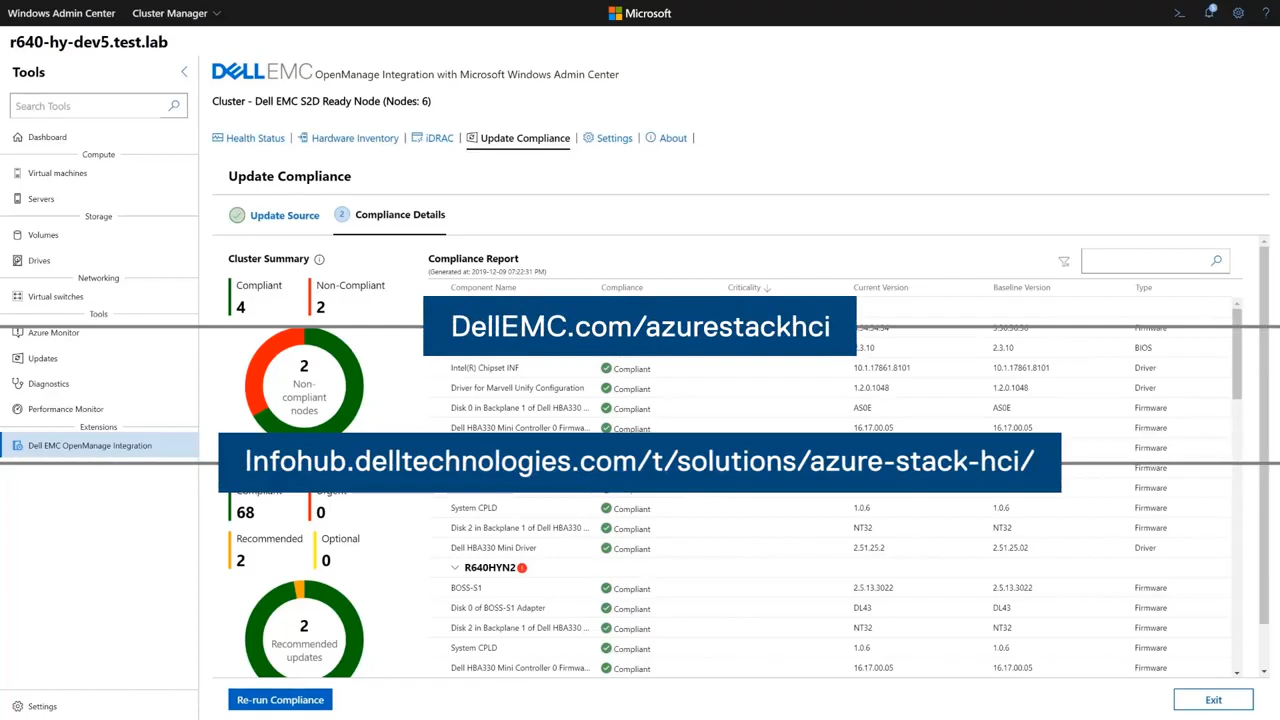 Windows Admin Center Cluster Manager Microsoft
r640-hy-dev5.test.lab
Tools
Search Tools
Dashboard
Compute
Virtual machines
Servers
Storage
Volumes
Drives
Networking
Virtual switches
Tools
Azure Monitor
Updates
Diagnostics
Performance Monitor
Extensions
Dell EMC OpenManage Integration
Settings
DELLEMC OpenManage Integration with Microsoft Windows Admin Center
Cluster - Dell EMC S2D Ready Node (Nodes: 6)
Health Status | Hardware Inventory | iDRAC | Update Compliance | Settings | About |
Update Compliance
Update Source 2 Compliance Details
Cluster Summary
Compliant Non-Compliant
4 2
2
Non-
compliant
nodes
68 0
Recommended Optional
2 0
2
Recommended
updates
Re-run Compliance
Compliance Report
(Generated at: 2019-12-09 07:22:31 PM)
Component Name Compliance Criticality Current Version Baseline Version Type
DellEMC.com/azurestackhci
2.3.10 2.3.10 BIOS
Intel(R) Chipset INF Compliant 10.1.17861.8101 10.1.17861.8101 Driver
Driver for Marvell Unify Configuration Compliant 1.2.0.1048 1.2.0.1048 Driver
Disk 0 in Backplane 1 of Dell HBA330 ... Compliant AS0E AS0E Firmware
Dell HBA330 Mini Controller 0 Firmwa... Compliant 16.17.00.05 16.17.00.05 Firmware
Firmware
Infohub.delltechnologies.com/t/solutions/azure-stack-hci/
Firmware
Firmware
System CPLD Compliant 1.0.6 1.0.6 Firmware
Disk 2 in Backplane 1 of Dell HBA330 ... Compliant NT32 NT32 Firmware
Dell HBA330 Mini Driver Compliant 2.51.25.2 2.51.25.02 Driver
R640HYN2
BOSS-S1 Compliant 2.5.13.3022 2.5.13.3022 Firmware
Disk 0 of BOSS-S1 Adapter Compliant DL43 DL43 Firmware
Disk 2 in Backplane 1 of Dell HBA330 ... Compliant NT32 NT32 Firmware
System CPLD Compliant 1.0.6 1.0.6 Firmware
Dell HBA330 Mini Controller 0 Firmwa... Compliant 16.17.00.05 16.17.00.05 Firmware
Exit